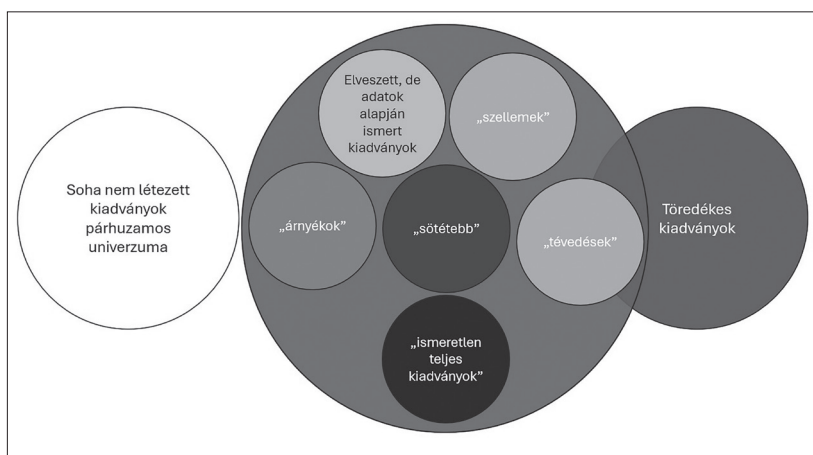 Soha nem létezett
kiadványok
párhuzamos
univerzuma
Elveszett, de
adatok
alapján
ismert
kiadványok
„szellemek”
„árnyékok”
„sötétebb”
„tévedések”
„ismeretlen
teljes
kiadványok”
Töredékes
kiadványok